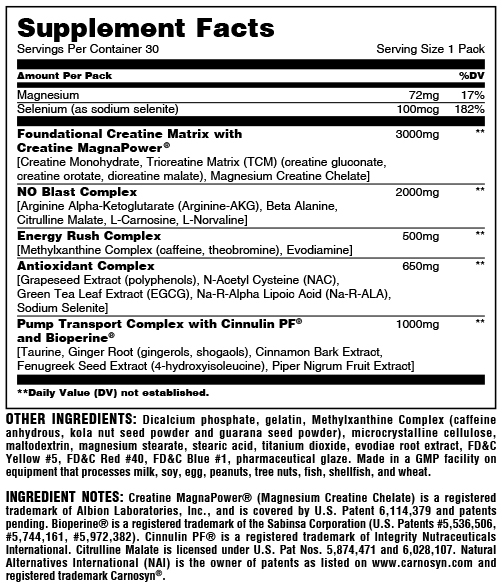 Supplement Facts
Servings Per Container 30 Serving Size 1 Pack
Amount Per Pack %DV
Magnesium 72mg 17%
Selenium (as sodium selenite) 100mcg 182%
Foundational Creatine Matrix with 3000mg **
Creatine MagnaPower®
[Creatine Monohydrate, Tricreatine Matrix (TCM) (creatine gluconate,
creatine orotate, dicreatine malate), Magnesium Creatine Chelate]
NO Blast Complex 2000mg **
[Arginine Alpha-Ketoglutarate (Arginine-AKG), Beta Alanine,
Citrulline Malate, L-Carnosine, L-Norvaline]
Energy Rush Complex 500mg **
[Methylxanthine Complex (caffeine, theobromine), Evodiamine]
Antioxidant Complex 650mg **
[Grapeseed Extract (polyphenols), N-Acetyl Cysteine (NAC),
Green Tea Leaf Extract (EGCG), Na-R-Alpha Lipoic Acid (Na-R-ALA),
Sodium Selenite]
Pump Transport Complex with Cinnulin PF® 1000mg **
and Bioperine®
[Taurine, Ginger Root (gingerols, shogaols), Cinnamon Bark Extract,
Fenugreek Seed Extract (4-hydroxyisoleucine), Piper Nigrum Fruit Extract]
**Daily Value (DV) not established.
OTHER INGREDIENTS: Dicalcium phosphate, gelatin, Methylxanthine Complex (caffeine
anhydrous, kola nut seed powder and guarana seed powder), microcrystalline cellulose,
maltodextrin, magnesium stearate, stearic acid, titanium dioxide, evodiae root extract, FD&C
Yellow #5, FD&C Red #40, FD&C Blue #1, pharmaceutical glaze. Made in a GMP facility on
equipment that processes milk, soy, egg, peanuts, tree nuts, fish, shellfish, and wheat.
INGREDIENT NOTES: Creatine MagnaPower® (Magnesium Creatine Chelate) is a registered
trademark of Albion Laboratories, Inc., and is covered by U.S. Patent 6,114,379 and patents
pending. Bioperine® is a registered trademark of the Sabinsa Corporation (U.S. Patents #5,536,506,
#5,744,161, #5,972,382). Cinnulin PF® is a registered trademark of Integrity Nutraceuticals
International. Citrulline Malate is licensed under U.S. Pat Nos. 5,874,471 and 6,028,107. Natural
Alternatives International (NAI) is the owner of patents as listed on www.carnosyn.com and
registered trademark Carnosyn®.